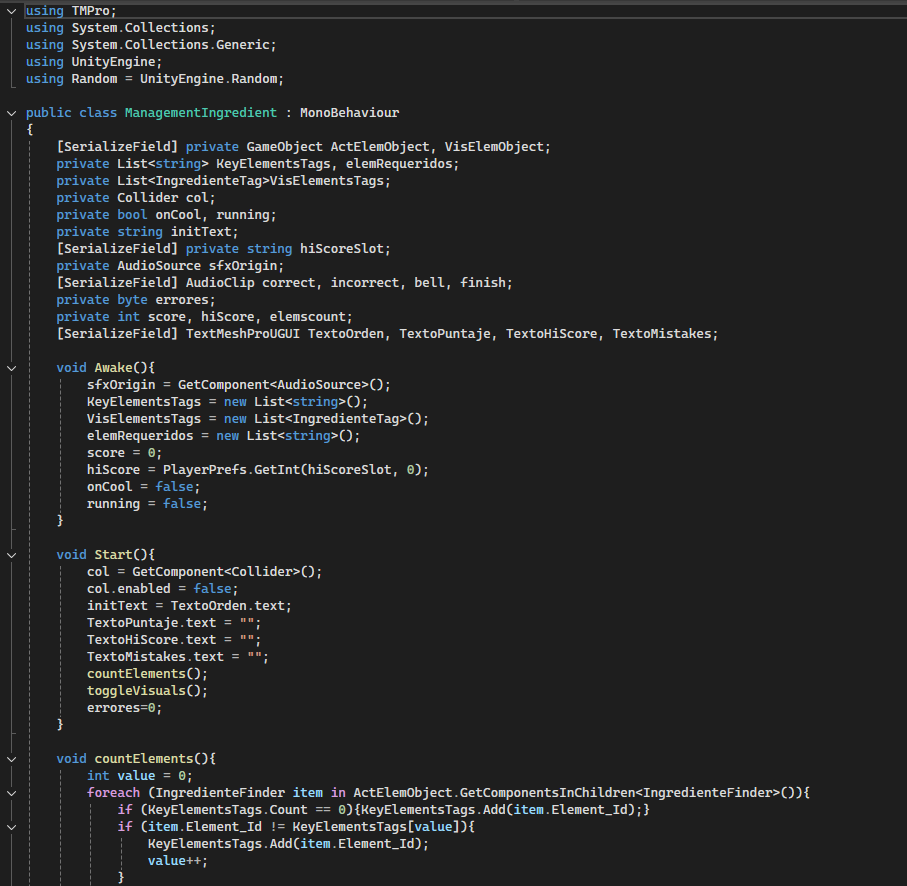 using TMPro;
using System.Collections;
using System.Collections.Generic;
using UnityEngine;
using Random = UnityEngine.Random;

public class ManagementIngredient : MonoBehaviour
{
    [SerializeField] private GameObject ActElemObject, VisElemObject;
    private List<string> KeyElementsTags, elemRequeridos;
    private List<IngredienteTag>VisElementsTags;
    private Collider col;
    private bool onCool, running;
    private string initText;
    [SerializeField] private string hiScoreSlot;
    private AudioSource sfxOrigin;
    [SerializeField] AudioClip correct, incorrect, bell, finish;
    private byte errores;
    private int score, hiScore, elemscount;
    [SerializeField] TextMeshProUGUI TextoOrden, TextoPuntaje, TextoHiScore, TextoMistakes;

    void Awake(){
        sfxOrigin = GetComponent<AudioSource>();
        KeyElementsTags = new List<string>();
        VisElementsTags = new List<IngredienteTag>();
        elemRequeridos = new List<string>();
        score = 0;
        hiScore = PlayerPrefs.GetInt(hiScoreSlot, 0);
        onCool = false;
        running = false;
    }

    void Start(){
        col = GetComponent<Collider>();
        col.enabled = false;
        initText = TextoOrden.text;
        TextoPuntaje.text = "";
        TextoHiScore.text = "";
        TextoMistakes.text = "";
        countElements();
        toggleVisuals();
        errores=0;
    }

    void countElements(){
        int value = 0;
        foreach (IngredienteFinder item in ActElemObject.GetComponentsInChildren<IngredienteFinder>()){
            if (KeyElementsTags.Count == 0){KeyElementsTags.Add(item.Element_Id);}
            if (item.Element_Id != KeyElementsTags[value]){
                KeyElementsTags.Add(item.Element_Id);
                value++;
            }